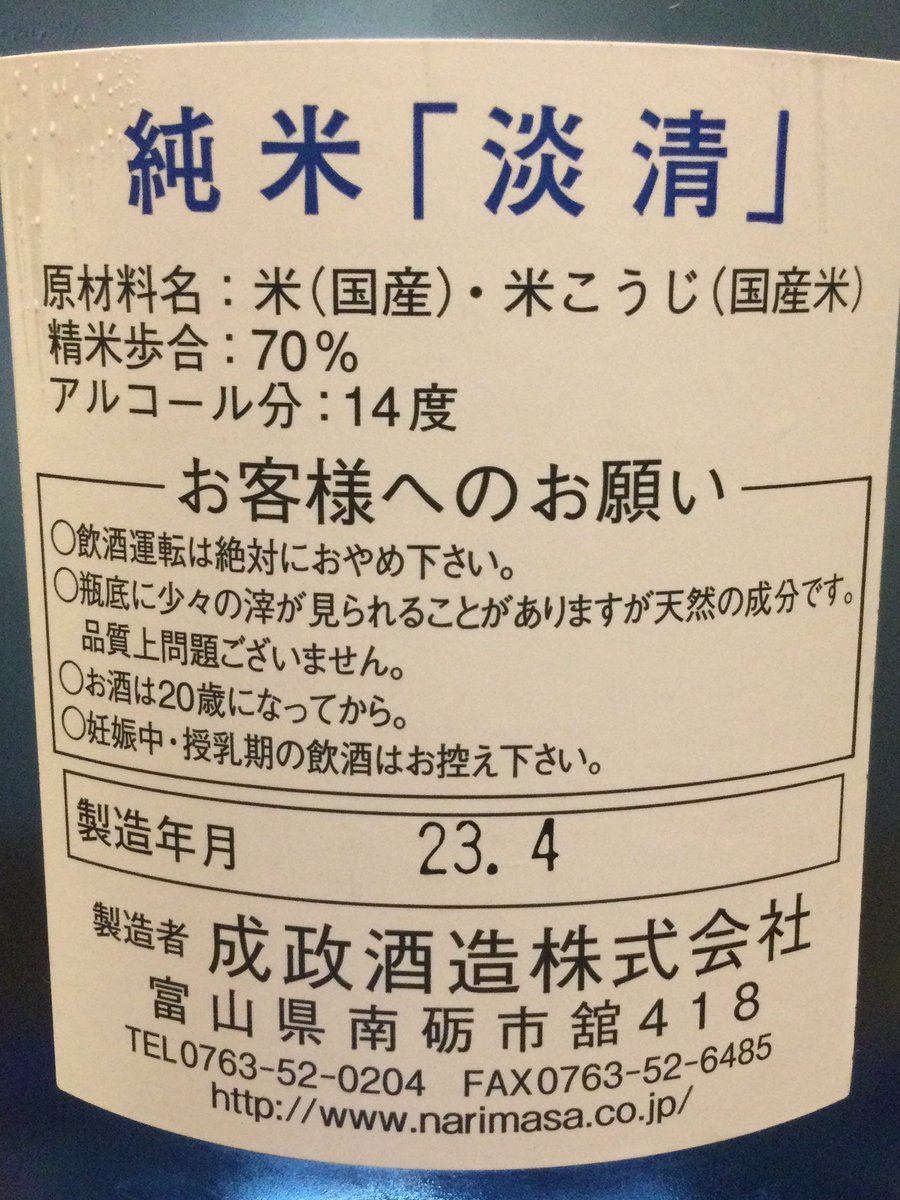 純米「淡清」
原材料名：米(国産)・米こうじ(国産米)
精米歩合：70%
アルコール分：14度
お客様へのお願い
○飲酒運転は絶対におやめ下さい。
○瓶底に少々の滓が見られることがありますが天然の成分です。
品質上問題ございません。
○お酒は20歳になってから。
○妊娠中・授乳期の飲酒はお控え下さい。
製造年月 23.4
製造者 成政酒造株式会社
富山県南砺市舘418
TEL0763-52-0204 FAX0763-52-6485
http://www.narimasa.co.jp/